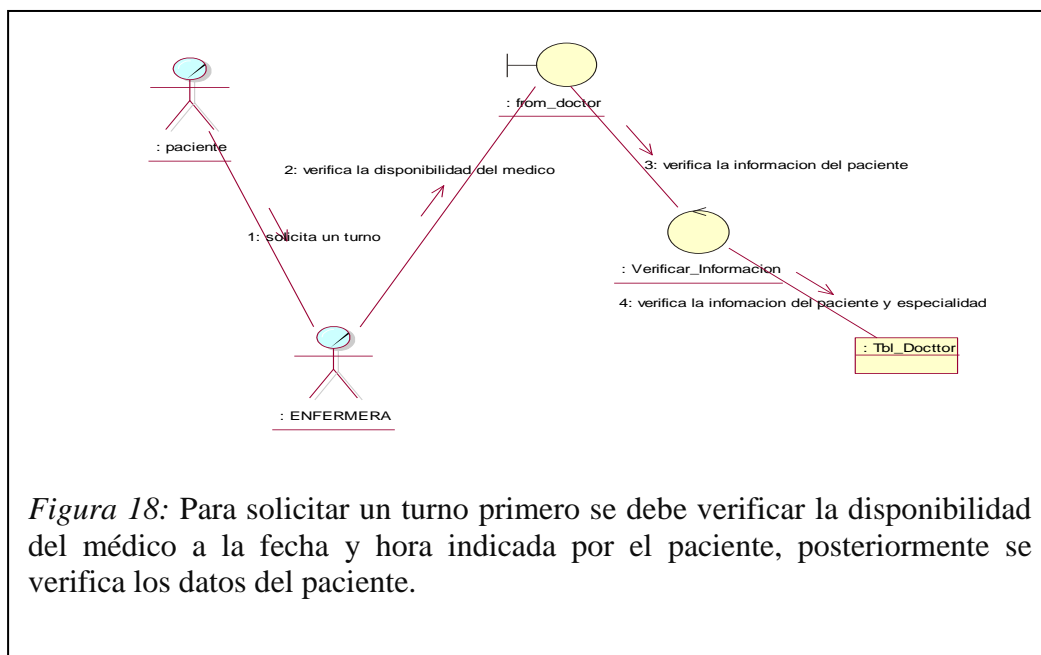 : from_doctor
: paciente
3: verifica la informacion del paciente
2: verifica la disponibilidad del medico
1: solicita un turno
: Verificar_Informacion
4: verifica la infomacion del paciente y especialidad
: Tbl_Docttor
: ENFERMERA
Figura 18: Para solicitar un turno primero se debe verificar la disponibilidad
del médico a la fecha y hora indicada por el paciente, posteriormente se
verifica los datos del paciente.